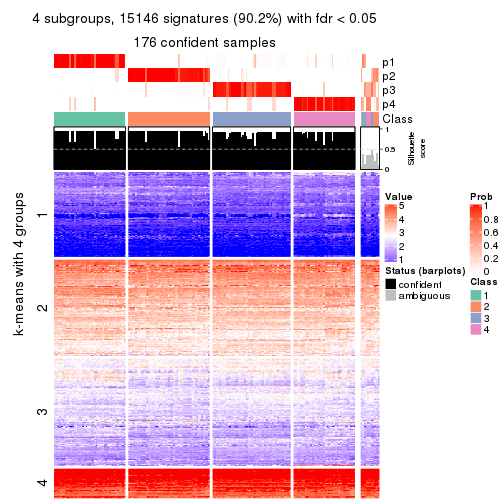 4 subgroups, 15146 signatures (90.2%) with fdr < 0.05
176 confident samples
p1
p2
p3
p4
Class
1
0.5
0
Silhouette
score
k-means with 4 groups
1
2
3
4
Value
5
4
3
2
1
Status (barplots)
confident
ambiguous
Prob
1
0.8
0.6
0.4
0.2
0
Class
1
2
3
4